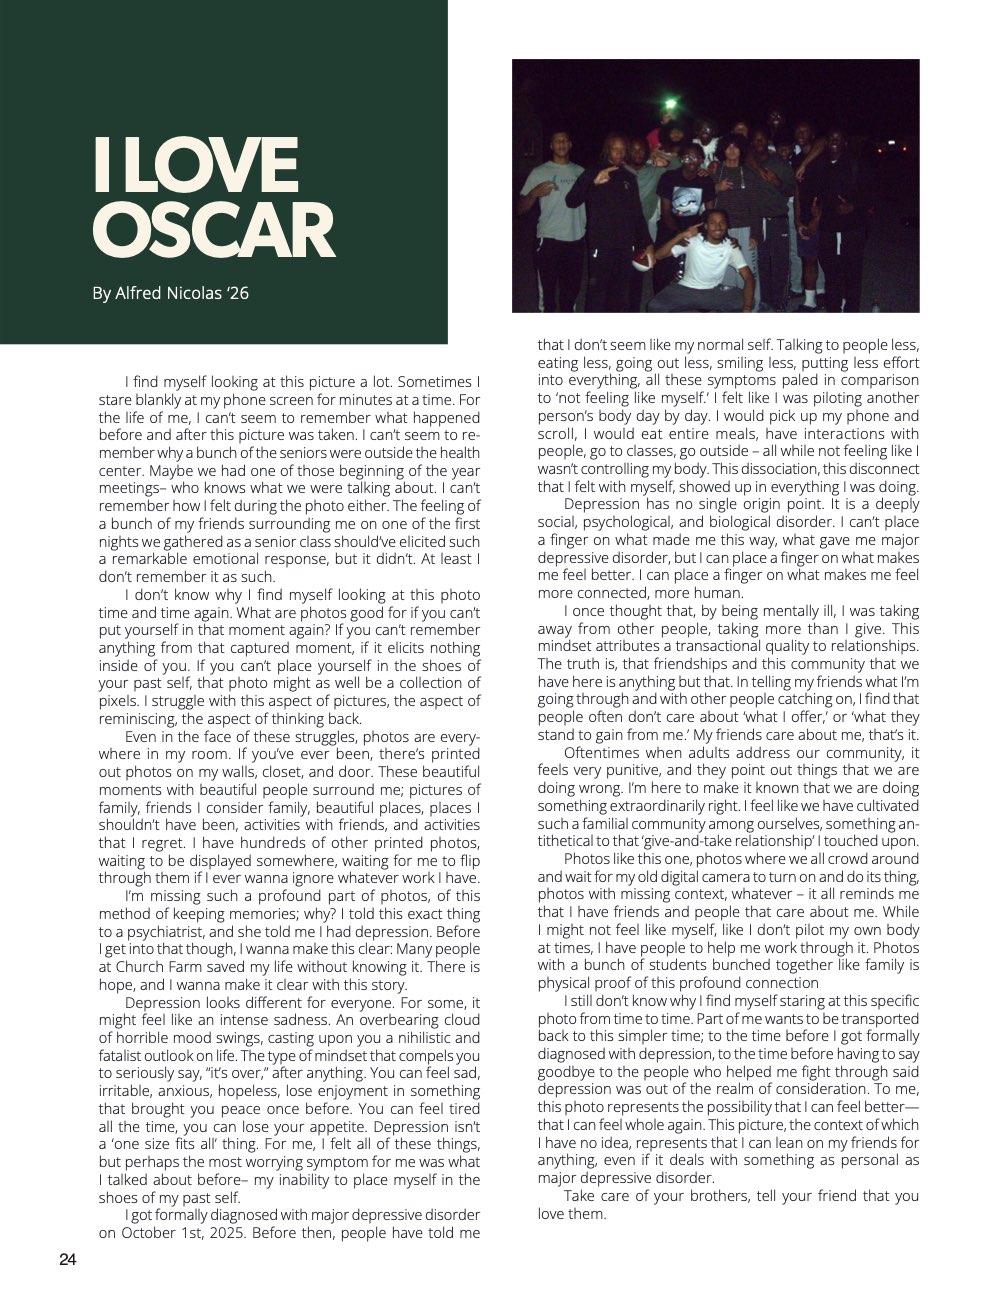 I LOVE
OSCAR
By Alfred Nicolas ‘26
I find myself looking at this picture a lot. Sometimes I
stare blankly at my phone screen for minutes at a time. For
the life of me, I can’t seem to remember what happened
before and after this picture was taken. I can’t seem to re-
member why a bunch of the seniors were outside the health
center. Maybe we had one of those beginning of the year
meetings– who knows what we were talking about. I can’t
remember how I felt during the photo either. The feeling of
a bunch of my friends surrounding me on one of the first
nights we gathered as a senior class should’ve elicited such
a remarkable emotional response, but it didn’t. At least I
don’t remember it as such.
I don’t know why I find myself looking at this photo
time and time again. What are photos good for if you can’t
put yourself in that moment again? If you can’t remember
anything from that captured moment, if it elicits nothing
inside of you. If you can’t place yourself in the shoes of
your past self, that photo might as well be a collection of
pixels. I struggle with this aspect of pictures, the aspect of
reminiscing, the aspect of thinking back.
Even in the face of these struggles, photos are every-
where in my room. If you’ve ever been, there’s printed
out photos on my walls, closet, and door. These beautiful
moments with beautiful people surround me; pictures of
family, friends I consider family, beautiful places, places I
shouldn’t have been, activities with friends, and activities
that I regret. I have hundreds of other printed photos,
waiting to be displayed somewhere, waiting for me to flip
through them if I ever wanna ignore whatever work I have.
I’m missing such a profound part of photos, of this
method of keeping memories; why? I told this exact thing
to a psychiatrist, and she told me I had depression. Before
I get into that though, I wanna make this clear: Many people
at Church Farm saved my life without knowing it. There is
hope, and I wanna make it clear with this story.
Depression looks different for everyone. For some, it
might feel like an intense sadness. An overbearing cloud
of horrible mood swings, casting upon you a nihilistic and
fatalist outlook on life. The type of mindset that compels you
to seriously say, “it’s over,” after anything. You can feel sad,
irritable, anxious, hopeless, lose enjoyment in something
that brought you peace once before. You can feel tired
all the time, you can lose your appetite. Depression isn’t
a ‘one size fits all’ thing. For me, I felt all of these things,
but perhaps the most worrying symptom for me was what
I talked about before– my inability to place myself in the
shoes of my past self.
I got formally diagnosed with major depressive disorder
on October 1st, 2025. Before then, people have told me
that I don’t seem like my normal self. Talking to people less,
eating less, going out less, smiling less, putting less effort
into everything, all these symptoms paled in comparison
to ‘not feeling like myself.’ I felt like I was piloting another
person’s body day by day. I would pick up my phone and
scroll, I would eat entire meals, have interactions with
people, go to classes, go outside – all while not feeling like I
wasn’t controlling my body. This dissociation, this disconnect
that I felt with myself, showed up in everything I was doing.
Depression has no single origin point. It is a deeply
social, psychological, and biological disorder. I can’t place
a finger on what made me this way, what gave me major
depressive disorder, but I can place a finger on what makes
me feel better. I can place a finger on what makes me feel
more connected, more human.
I once thought that, by being mentally ill, I was taking
away from other people, taking more than I give. This
mindset attributes a transactional quality to relationships.
The truth is, that friendships and this community that we
have here is anything but that. In telling my friends what I’m
going through and with other people catching on, I find that
people often don’t care about ‘what I offer,’ or ‘what they
stand to gain from me.’ My friends care about me, that’s it.
Oftentimes when adults address our community, it
feels very punitive, and they point out things that we are
doing wrong. I’m here to make it known that we are doing
something extraordinarily right. I feel like we have cultivated
such a familial community among ourselves, something an-
tithetical to that ‘give-and-take relationship’ I touched upon.
Photos like this one, photos where we all crowd around
and wait for my old digital camera to turn on and do its thing,
photos with missing context, whatever – it all reminds me
that I have friends and people that care about me. While
I might not feel like myself, like I don’t pilot my own body
at times, I have people to help me work through it. Photos
with a bunch of students bunched together like family is
physical proof of this profound connection
I still don’t know why I find myself staring at this specific
photo from time to time. Part of me wants to be transported
back to this simpler time; to the time before I got formally
diagnosed with depression, to the time before having to say
goodbye to the people who helped me fight through said
depression was out of the realm of consideration. To me,
this photo represents the possibility that I can feel better—
that I can feel whole again. This picture, the context of which
I have no idea, represents that I can lean on my friends for
anything, even if it deals with something as personal as
major depressive disorder.
Take care of your brothers, tell your friend that you
love them.
24